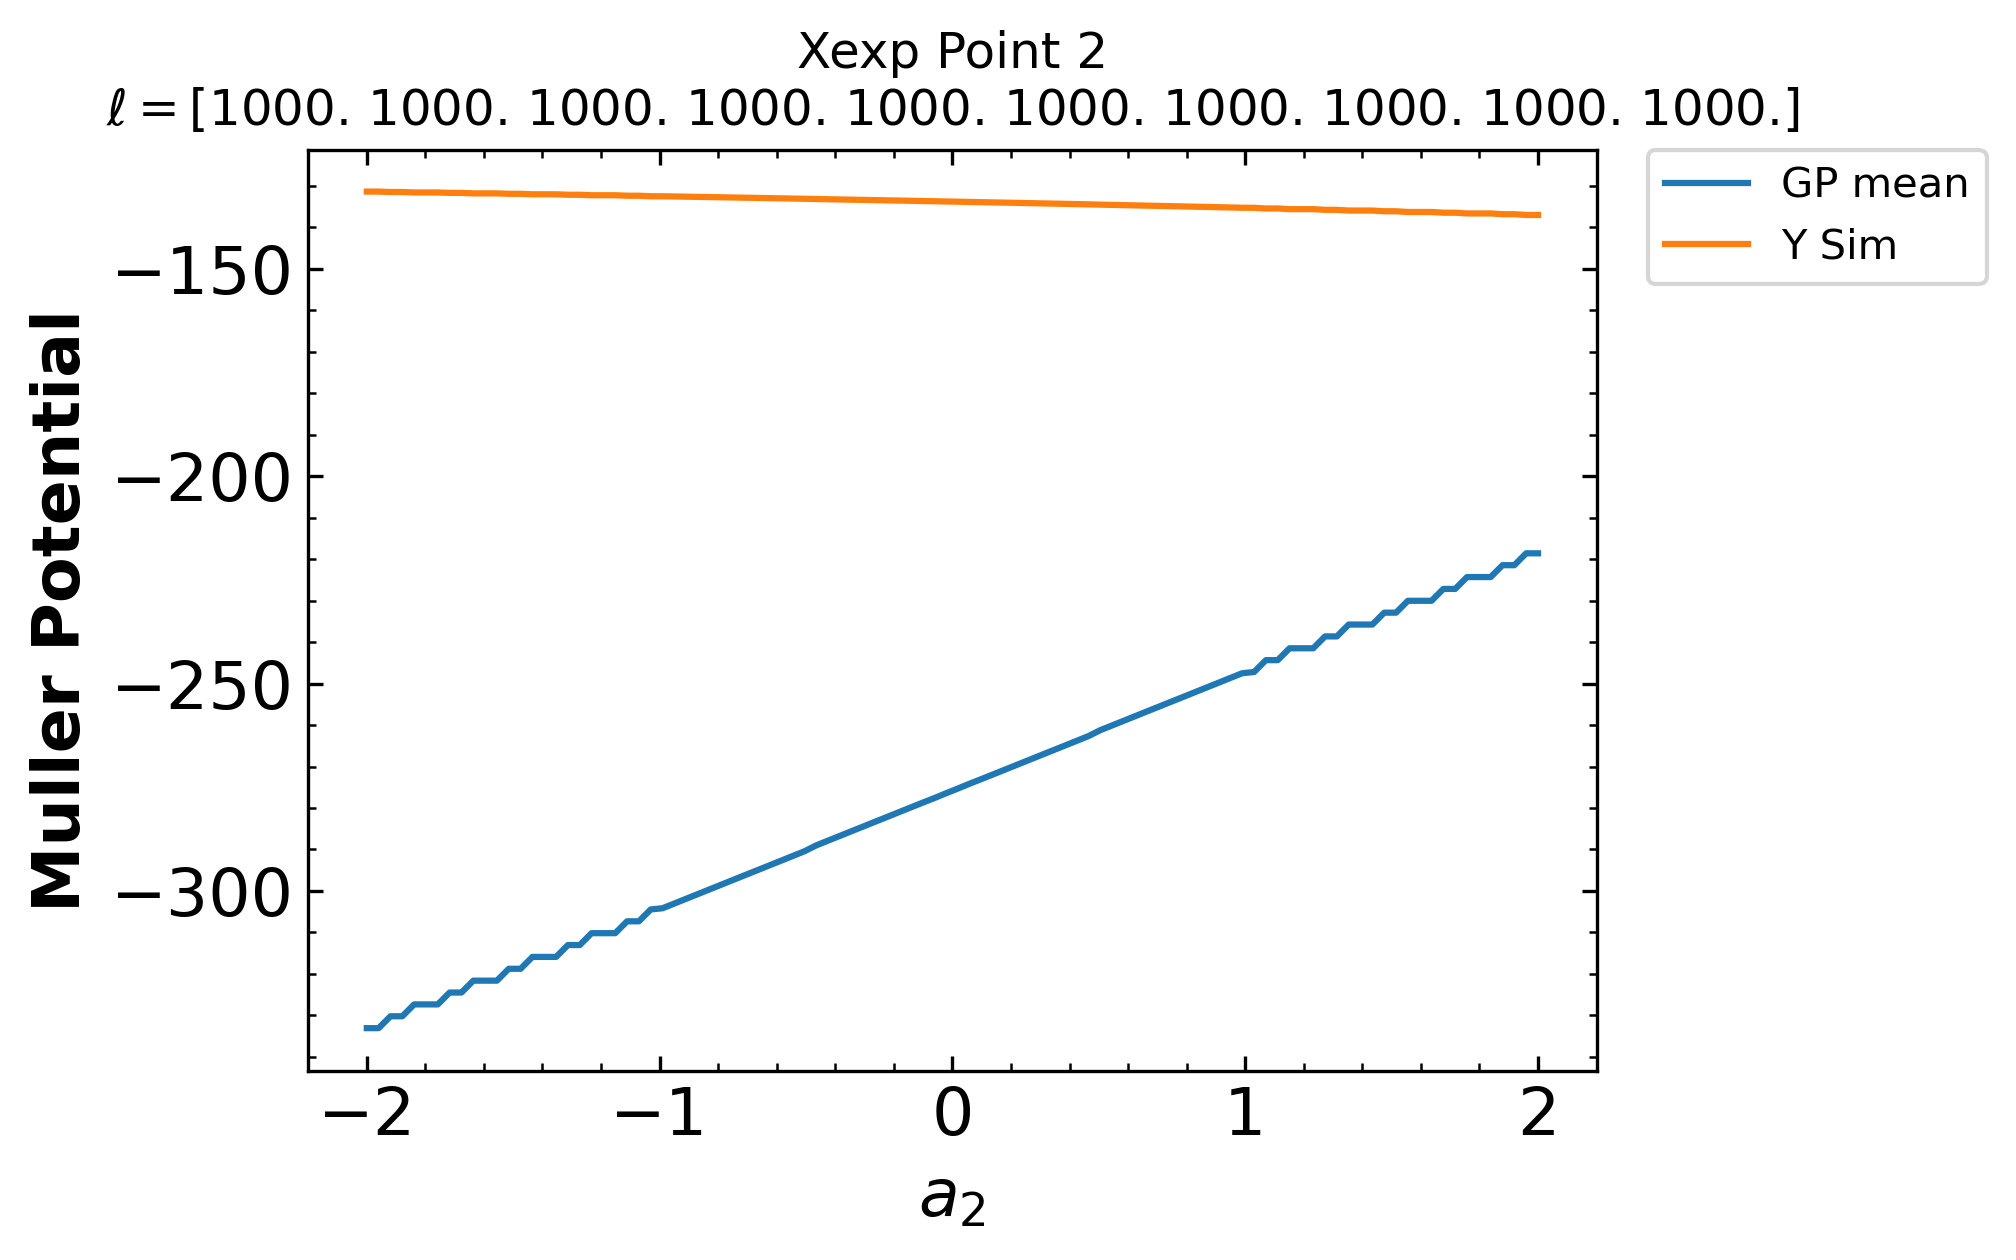 Xexp Point 2
ℓ = [1000. 1000. 1000. 1000. 1000. 1000. 1000. 1000. 1000. 1000.]
GP mean
Y Sim
Muller Potential
−150
−200
−250
−300
−2 −1 0 1 2
a₂